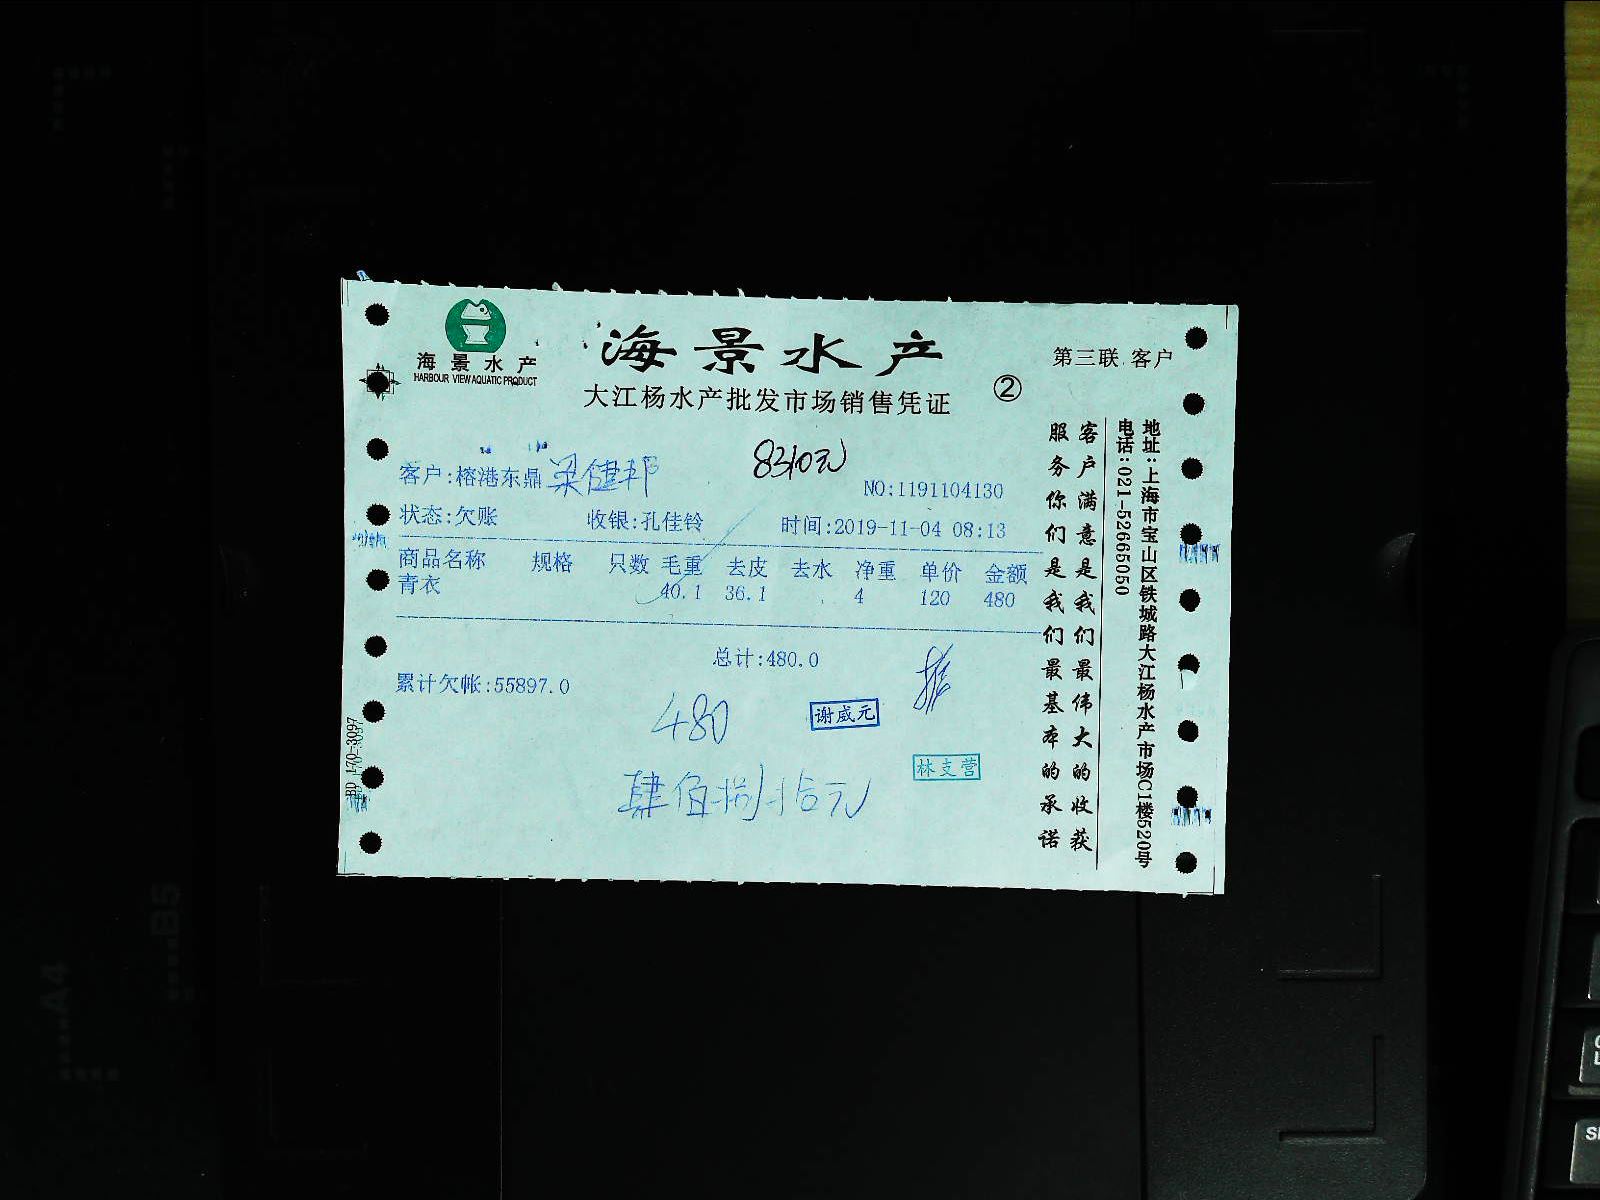 海景水产
HARBOUR VIEW AQUATIC PRODUCT
海景水产
第三联 客户
大江杨水产批发市场销售凭证
②
8310元
客户:榕港东鼎 梁健邦
NO:1191104130
状态:欠账 收银:孔佳铃 时间:2019-11-04 08:13
商品名称 规格 只数 毛重 去皮 去水 净重 单价 金额
青衣 40.1 36.1 4 120 480
总计:480.0
累计欠帐:55897.0
480
谢威元
林支营
肆佰捌拾元
客户满意是我们最伟大的收获
服务你们是我们最基本的承诺
地址:上海市宝山区铁城路大江杨水产市场C1楼520号
电话:021-52665050
BD 170-3097
A4
B5